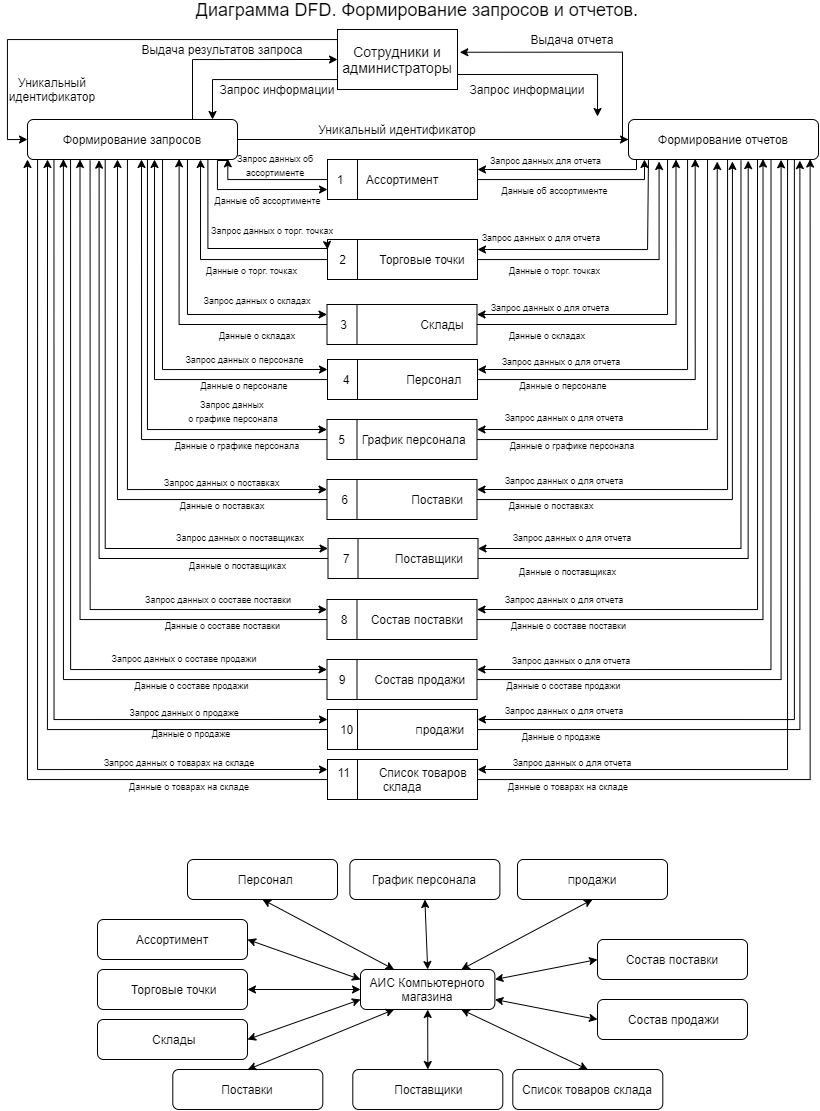 Диаграмма DFD. Формирование запросов и отчетов.
Выдача результатов запроса
Сотрудники и
администраторы
Выдача отчета
Уникальный
идентификатор
Запрос информации
Запрос информации
Формирование запросов
Уникальный идентификатор
Формирование отчетов
Запрос данных об
ассортименте
1
Ассортимент
Запрос данных для отчета
Данные об ассортименте
Данные об ассортименте
Запрос данных о торг. точках
2
Торговые точки
Запрос данных о для отчета
Данные о торг. точках
Данные о торг. точках
Запрос данных о складах
3
Склады
Запрос данных о для отчета
Данные о складах
Данные о складах
Запрос данных о персонале
4
Персонал
Запрос данных о для отчета
Данные о персонале
Данные о персонале
Запрос данных
о графике персонала
5
График персонала
Запрос данных о для отчета
Данные о графике персонала
Данные о графике персонала
Запрос данных о поставках
6
Поставки
Запрос данных о для отчета
Данные о поставках
Данные о поставках
Запрос данных о поставщиках
7
Поставщики
Запрос данных о для отчета
Данные о поставщиках
Данные о поставщиках
Запрос данных о составе поставки
8
Состав поставки
Запрос данных о для отчета
Данные о составе поставки
Данные о составе поставки
Запрос данных о составе продажи
9
Состав продажи
Запрос данных о для отчета
Данные о составе продажи
Данные о составе продажи
Запрос данных о продаже
10
продажи
Запрос данных о для отчета
Данные о продаже
Данные о продаже
Запрос данных о товарах на складе
11
Список товаров
склада
Запрос данных о для отчета
Данные о товарах на складе
Данные о товарах на складе
Персонал
График персонала
продажи
Ассортимент
Состав поставки
Торговые точки
АИС Компьютерного
магазина
Склады
Состав продажи
Поставки
Поставщики
Список товаров склада